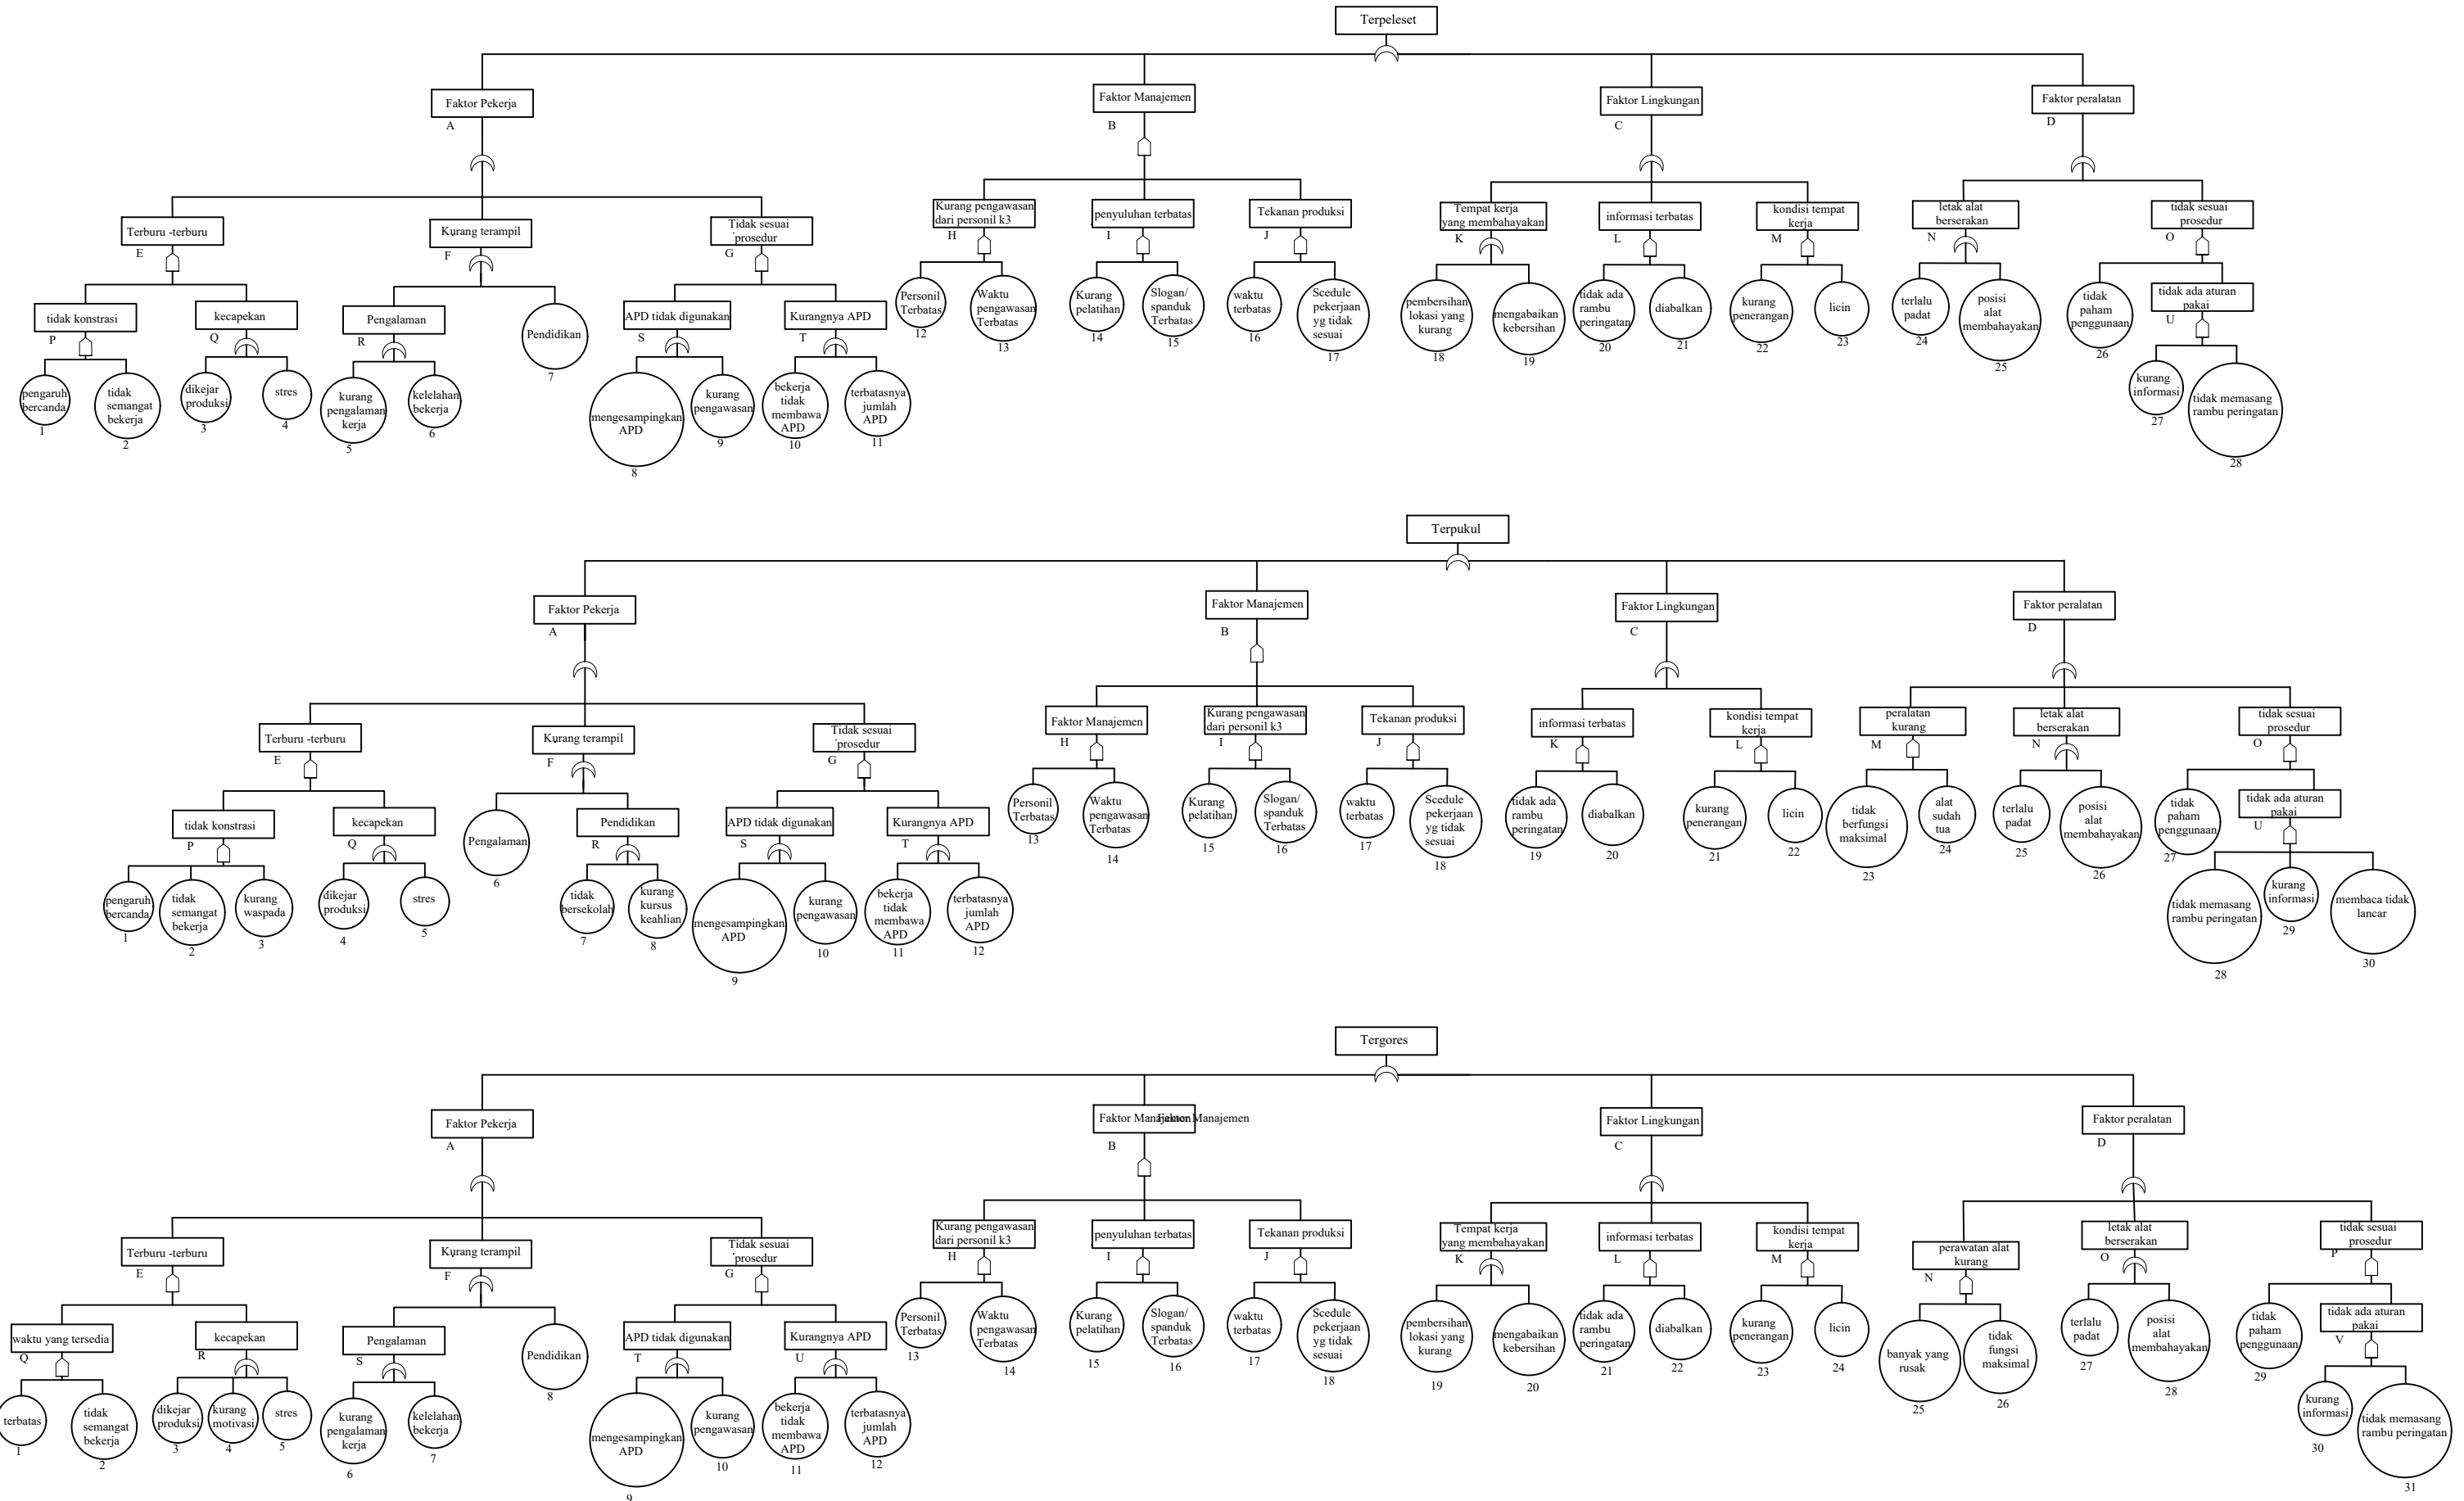 Terpeleset
Faktor Pekerja
A
Faktor Manajemen
B
Faktor Lingkungan
C
Faktor peralatan
D
Terburu -terburu
E
Kurang terampil
F
Tidak sesuai
prosedur
G
Kurang pengawasan
dari personil k3
H
penyuluhan terbatas
I
Tekanan produksi
J
Tempat kerja
yang membahayakan
K
informasi terbatas
L
kondisi tempat
kerja
M
letak alat
berserakan
N
tidak sesuai
prosedur
O
tidak konstrasi
P
kecapekan
Q
Pengalaman
R
Pendidikan
7
APD tidak digunakan
S
Kurangnya APD
T
Personil
Terbatas
12
Waktu
pengawasan
Terbatas
13
Kurang
pelatihan
14
Slogan/
spanduk
Terbatas
15
waktu
terbatas
16
Scedule
pekerjaan
yg tidak
sesuai
17
pembersihan
lokasi yang
kurang
18
mengabaikan
kebersihan
19
tidak ada
rambu
peringatan
20
diabalkan
21
kurang
penerangan
22
licin
23
terlalu
padat
24
posisi
alat
membahayakan
25
tidak
paham
penggunaan
26
tidak ada aturan
pakai
U
pengaruh
bercanda
1
tidak
semangat
bekerja
2
dikejar
produksi
3
stres
4
kurang
pengalaman
kerja
5
kelelahan
bekerja
6
mengesampingkan
APD
8
kurang
pengawasan
9
bekerja
tidak
membawa
APD
10
terbatasnya
jumlah
APD
11
kurang
informasi
27
tidak memasang
rambu peringatan
28
Terpukul
Faktor Pekerja
A
Faktor Manajemen
B
Faktor Lingkungan
C
Faktor peralatan
D
Terburu -terburu
E
Kurang terampil
F
Tidak sesuai
prosedur
G
Faktor Manajemen
H
Kurang pengawasan
dari personil k3
I
Tekanan produksi
J
informasi terbatas
K
kondisi tempat
kerja
L
peralatan
kurang
M
letak alat
berserakan
N
tidak sesuai
prosedur
O
tidak konstrasi
P
kecapekan
Q
Pengalaman
6
Pendidikan
R
APD tidak digunakan
S
Kurangnya APD
T
Personil
Terbatas
13
Waktu
pengawasan
Terbatas
14
Kurang
pelatihan
15
Slogan/
spanduk
Terbatas
16
waktu
terbatas
17
Scedule
pekerjaan
yg tidak
sesuai
18
tidak ada
rambu
peringatan
19
diabalkan
20
kurang
penerangan
21
licin
22
tidak
berfungsi
maksimal
23
alat
sudah
tua
24
terlalu
padat
25
posisi
alat
membahayakan
26
tidak
paham
penggunaan
27
tidak ada aturan
pakai
U
pengaruh
bercanda
1
tidak
semangat
bekerja
2
kurang
waspada
3
dikejar
produksi
4
stres
5
tidak
bersekolah
7
kurang
kursus
keahlian
8
mengesampingkan
APD
9
kurang
pengawasan
10
bekerja
tidak
membawa
APD
11
terbatasnya
jumlah
APD
12
tidak memasang
rambu peringatan
28
kurang
informasi
29
membaca tidak
lancar
30
Tergores
Faktor Pekerja
A
Faktor Manajemen
Faktor Manajemen
B
Faktor Lingkungan
C
Faktor peralatan
D
Terburu -terburu
E
Kurang terampil
F
Tidak sesuai
prosedur
G
Kurang pengawasan
dari personil k3
H
penyuluhan terbatas
I
Tekanan produksi
J
Tempat kerja
yang membahayakan
K
informasi terbatas
L
kondisi tempat
kerja
M
perawatan alat
kurang
N
letak alat
berserakan
O
tidak sesuai
prosedur
P
waktu yang tersedia
Q
kecapekan
R
Pengalaman
S
Pendidikan
8
APD tidak digunakan
T
Kurangnya APD
U
Personil
Terbatas
13
Waktu
pengawasan
Terbatas
14
Kurang
pelatihan
15
Slogan/
spanduk
Terbatas
16
waktu
terbatas
17
Scedule
pekerjaan
yg tidak
sesuai
18
pembersihan
lokasi yang
kurang
19
mengabaikan
kebersihan
20
tidak ada
rambu
peringatan
21
diabalkan
22
kurang
penerangan
23
licin
24
banyak yang
rusak
25
tidak
fungsi
maksimal
26
terlalu
padat
27
posisi
alat
membahayakan
28
tidak
paham
penggunaan
29
tidak ada aturan
pakai
V
terbatas
1
tidak
semangat
bekerja
2
dikejar
produksi
3
kurang
motivasi
4
stres
5
kurang
pengalaman
kerja
6
kelelahan
bekerja
7
mengesampingkan
APD
9
kurang
pengawasan
10
bekerja
tidak
membawa
APD
11
terbatasnya
jumlah
APD
12
kurang
informasi
30
tidak memasang
rambu peringatan
31